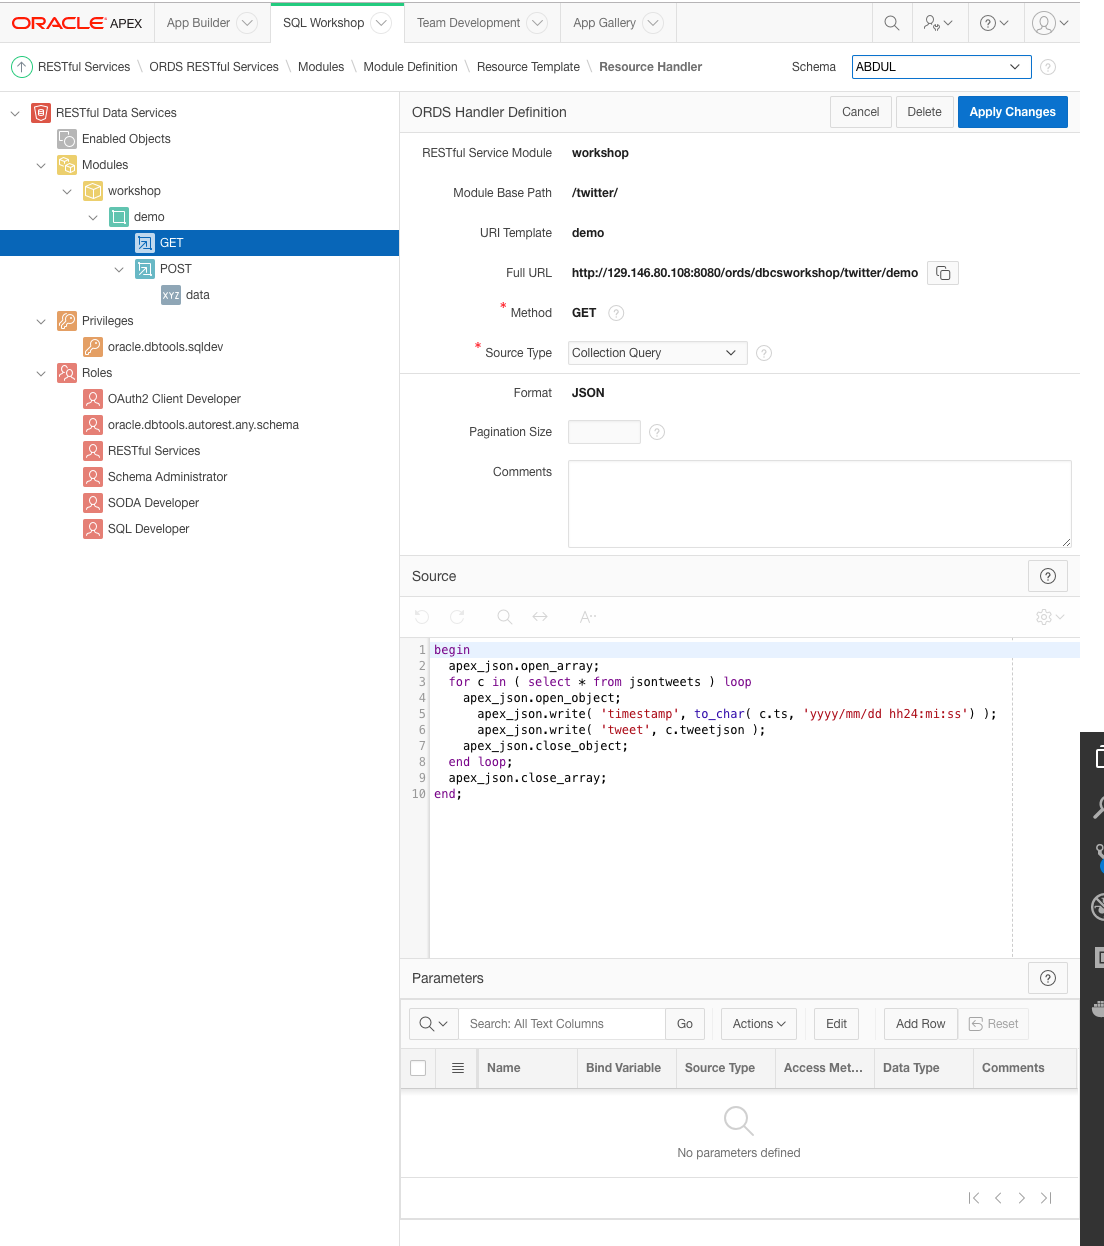 ORACLE APEX App Builder SQL Workshop Team Development App Gallery
RESTful Services \ ORDS RESTful Services \ Modules \ Module Definition \ Resource Template \ Resource Handler Schema ABDUL
RESTful Data Services
Enabled Objects
Modules
workshop
demo
GET
POST
XYZ data
Privileges
oracle.dbtools.sqldev
Roles
OAuth2 Client Developer
oracle.dbtools.autorest.any.schema
RESTful Services
Schema Administrator
SODA Developer
SQL Developer
ORDS Handler Definition Cancel Delete Apply Changes
RESTful Service Module workshop
Module Base Path /twitter/
URI Template demo
Full URL http://129.146.80.108:8080/ords/dbcsworkshop/twitter/demo
* Method GET ?
* Source Type Collection Query ?
Format JSON
Pagination Size ?
Comments
Source ?
A··
1 begin
2 apex_json.open_array;
3 for c in ( select * from jsontweets ) loop
4 apex_json.open_object;
5 apex_json.write( 'timestamp', to_char( c.ts, 'yyyy/mm/dd hh24:mi:ss') );
6 apex_json.write( 'tweet', c.tweetjson );
7 apex_json.close_object;
8 end loop;
9 apex_json.close_array;
10 end;
Parameters ?
Search: All Text Columns Go Actions Edit Add Row Reset
Name Bind Variable Source Type Access Met... Data Type Comments
No parameters defined